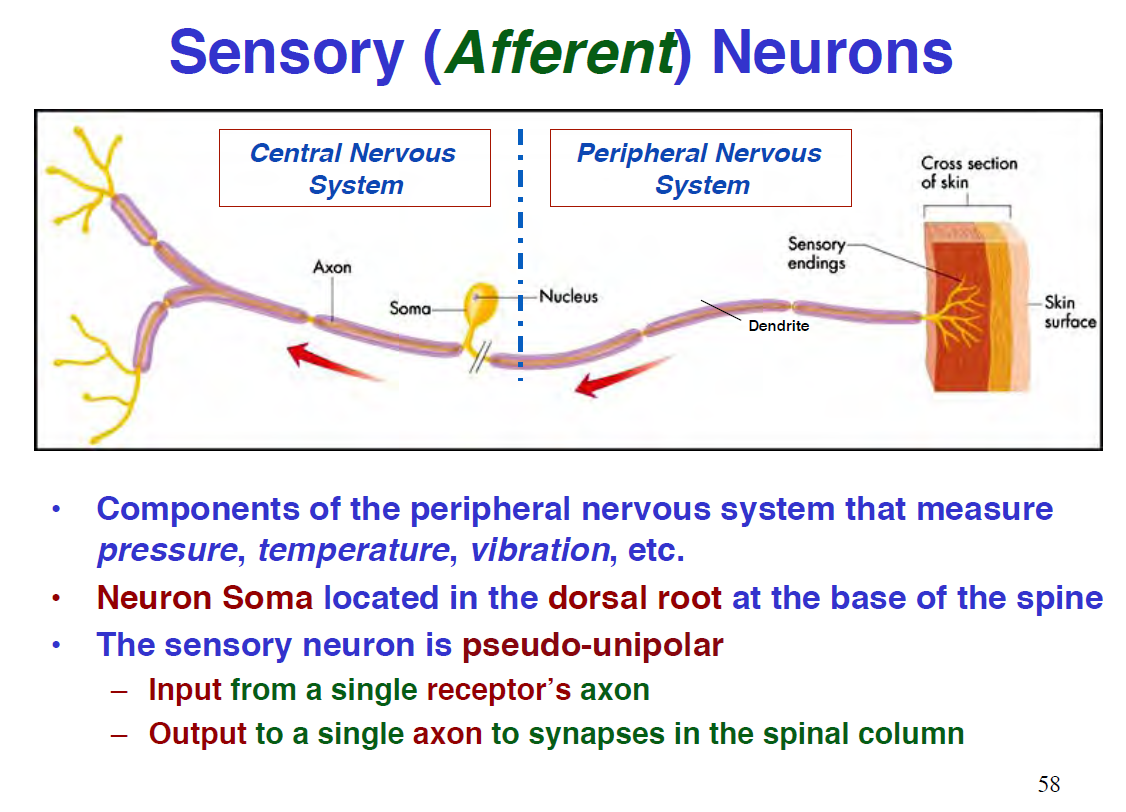 Sensory (Afferent) Neurons
Central Nervous
System
Peripheral Nervous
System
Cross section
of skin
Sensory
endings
Axon
Soma
Nucleus
Dendrite
Skin
surface
• Components of the peripheral nervous system that measure
pressure, temperature, vibration, etc.
• Neuron Soma located in the dorsal root at the base of the spine
• The sensory neuron is pseudo-unipolar
– Input from a single receptor's axon
– Output to a single axon to synapses in the spinal column
58